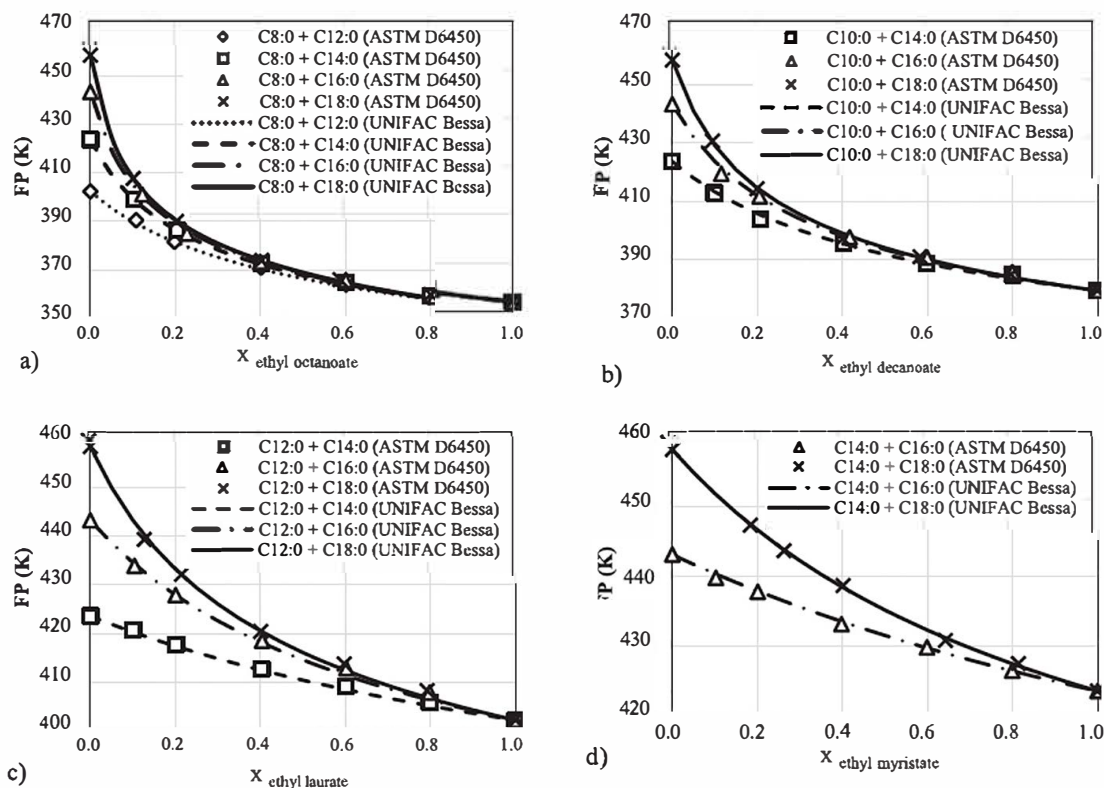 470
450
430
410
390
370
350
FP (K)
C8:0 + C12:0 (ASTM D6450)
C8:0 + C14:0 (ASTM D6450)
C8:0 + C16:0 (ASTM D6450)
C8:0 + C18:0 (ASTM D6450)
C8:0 + C12:0 (UNIFAC Bessa)
C8:0 + C14:0 (UNIFAC Bessa)
C8:0 + C16:0 (UNIFAC Bessa)
C8:0 + C18:0 (UNIFAC Bessa)
0.0 0.2 0.4 0.6 0.8 1.0
a)
X ethyl octanoate
470
450
430
410
390
370
FP (K)
C10:0 + C14:0 (ASTM D6450)
C10:0 + C16:0 (ASTM D6450)
C10:0 + C18:0 (ASTM D6450)
C10:0 + C14:0 (UNIFAC Bessa)
C10:0 + C16:0 ( UNIFAC Bessa)
C10:0 + C18:0 (UNIFAC Bessa)
0.0 0.2 0.4 0.6 0.8 1.0
b)
X ethyl decanoate
460
450
440
430
420
410
400
FP (K)
C12:0 + C14:0 (ASTM D6450)
C12:0 + C16:0 (ASTM D6450)
C12:0 + C18:0 (ASTM D6450)
C12:0 + C14:0 (UNIFAC Bessa)
C12:0 + C16:0 (UNIFAC Bessa)
C12:0 + C18:0 (UNIFAC Bessa)
0.0 0.2 0.4 0.6 0.8 1.0
c)
X ethyl laurate
460
450
440
430
420
FP (K)
C14:0 + C16:0 (ASTM D6450)
C14:0 + C18:0 (ASTM D6450)
C14:0 + C16:0 (UNIFAC Bessa)
C14:0 + C18:0 (UNIFAC Bessa)
0.0 0.2 0.4 0.6 0.8 1.0
d)
X ethyl myristate